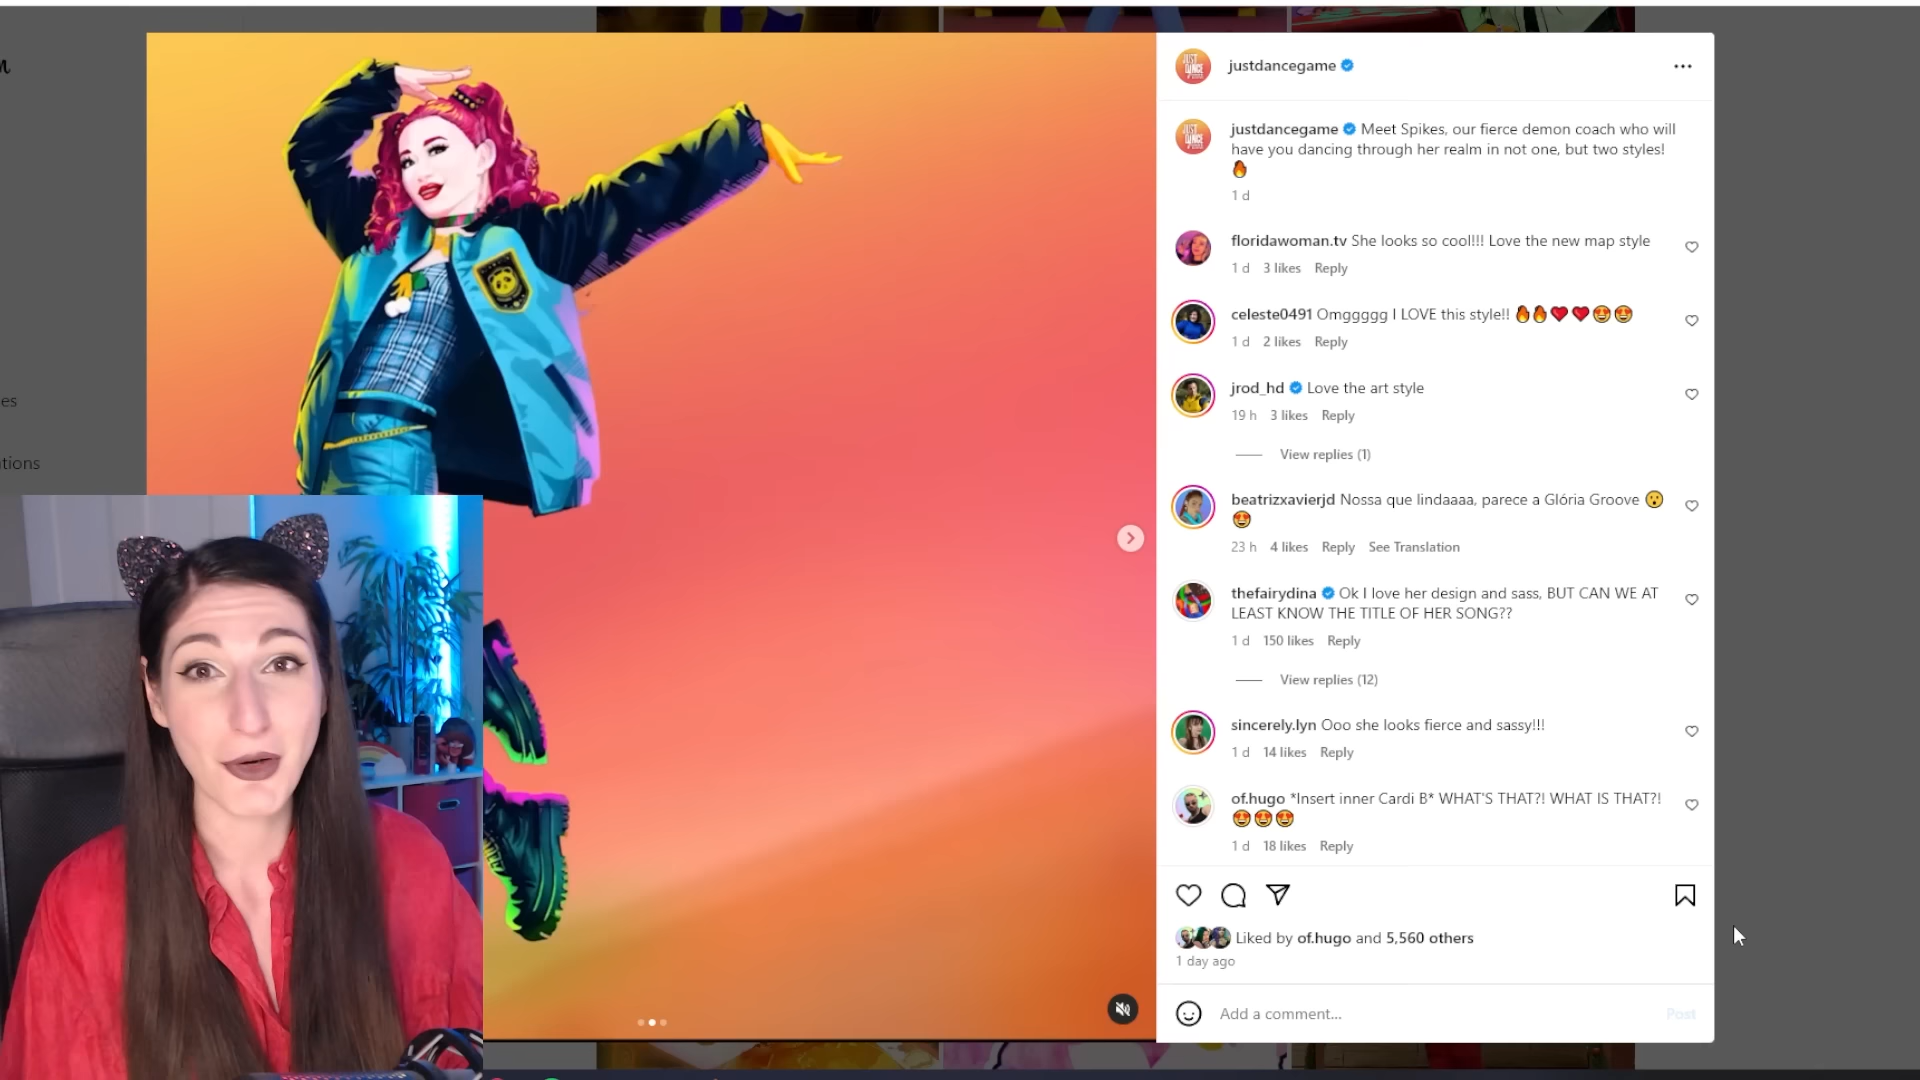 es
tions
justdancegame
JUST DANCE
justdancegame Meet Spikes, our fierce demon coach who will
have you dancing through her realm in not one, but two styles!
🔥
1 d
floridawoman.tv She looks so cool!!! Love the new map style
1 d 3 likes Reply
celeste0491 Omggggg I LOVE this style!! 🔥🔥❤️❤️😍😍
1 d 2 likes Reply
jrod_hd Love the art style
19 h 3 likes Reply
View replies (1)
beatrizxavierjd Nossa que lindaaaa, parece a Glória Groove 😮
😍
23 h 4 likes Reply See Translation
thefairydina Ok I love her design and sass, BUT CAN WE AT
LEAST KNOW THE TITLE OF HER SONG??
1 d 150 likes Reply
View replies (12)
sincerely.lyn Ooo she looks fierce and sassy!!!
1 d 14 likes Reply
of.hugo *Insert inner Cardi B* WHAT'S THAT?! WHAT IS THAT?!
😍😍😍
1 d 18 likes Reply
Liked by of.hugo and 5,560 others
1 day ago
Add a comment...
Post